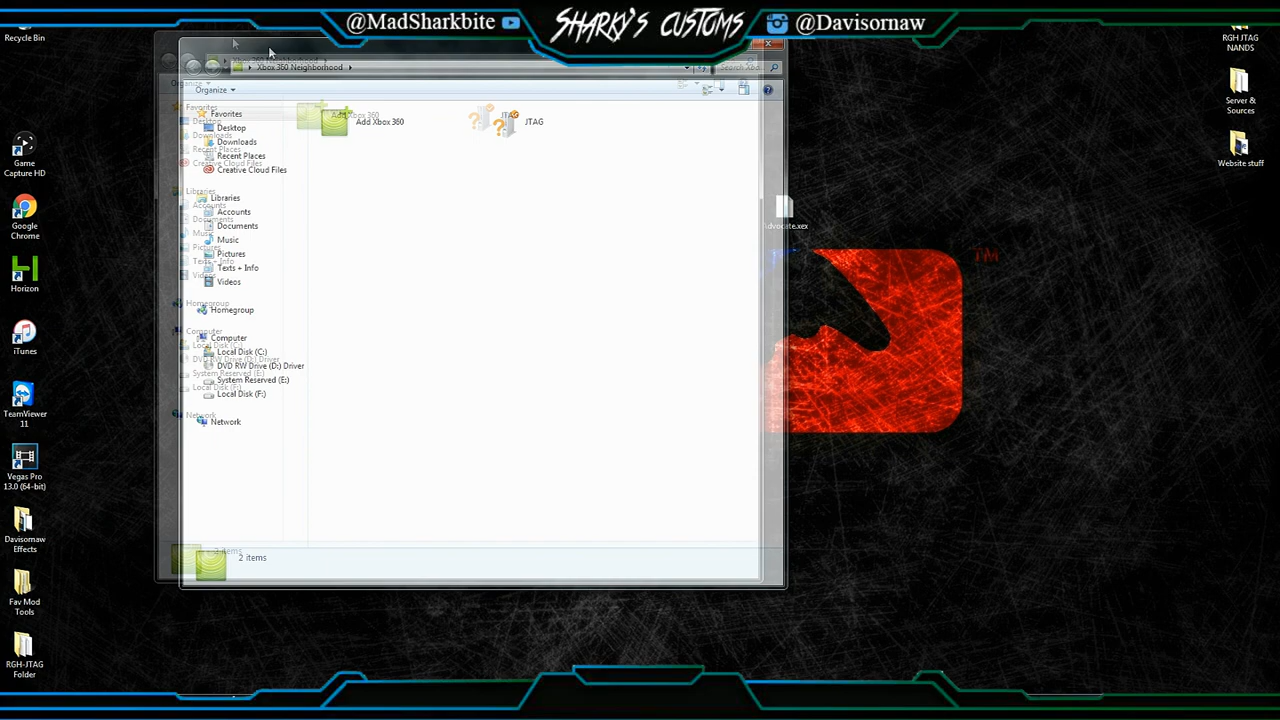 @MadSharkbite
SHARKY'S CUSTOMS
@Davisornaw
Recycle Bin
Game
Capture HD
Google
Chrome
Horizon
iTunes
TeamViewer
11
Vegas Pro
13.0 (64-bit)
Davisornaw
Effects
Fav Mod
Tools
RGH-JTAG
Folder
Xbox 360 Neighborhood
Organize
Favorites
Desktop
Downloads
Recent Places
Creative Cloud Files
Libraries
Accounts
Documents
Music
Pictures
Texts + Info
Videos
Homegroup
Computer
Local Disk (C:)
DVD RW Drive (D:) Driver
System Reserved (E:)
Local Disk (F:)
Network
Add Xbox 360
JTAG
2 items
TM
RGH JTAG
NANDS
Server &
Sources
Website stuff